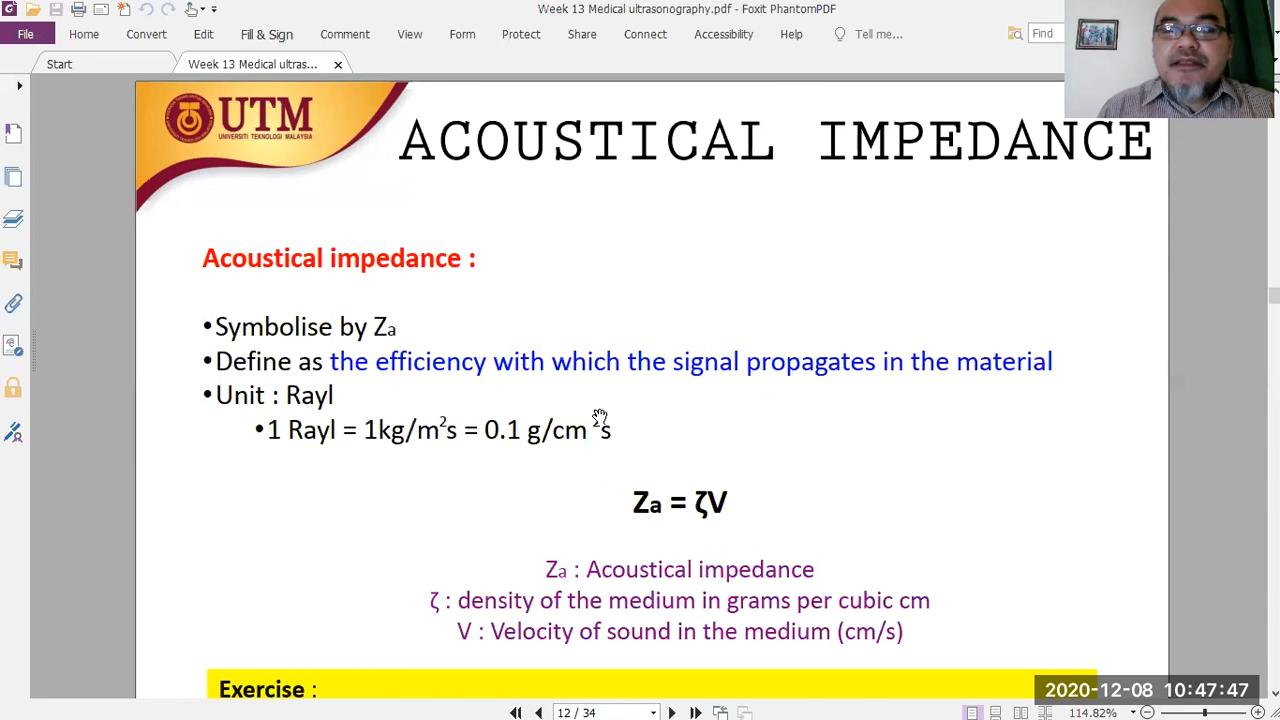 Week 13 Medical ultrasonography.pdf - Foxit PhantomPDF
File Home Convert Edit Fill & Sign Comment View Form Protect Share Connect Accessibility Help Tell me... Find
Start Week 13 Medical ultras...
UTM
UNIVERSITI TEKNOLOGI MALAYSIA
ACOUSTICAL IMPEDANCE
Acoustical impedance :
•Symbolise by Za
•Define as the efficiency with which the signal propagates in the material
•Unit : Rayl
•1 Rayl = 1kg/m²s = 0.1 g/cm ²s
Za = ζV
Za : Acoustical impedance
ζ : density of the medium in grams per cubic cm
V : Velocity of sound in the medium (cm/s)
Exercise :
2020-12-08 10:47:47
12 / 34
114.82%